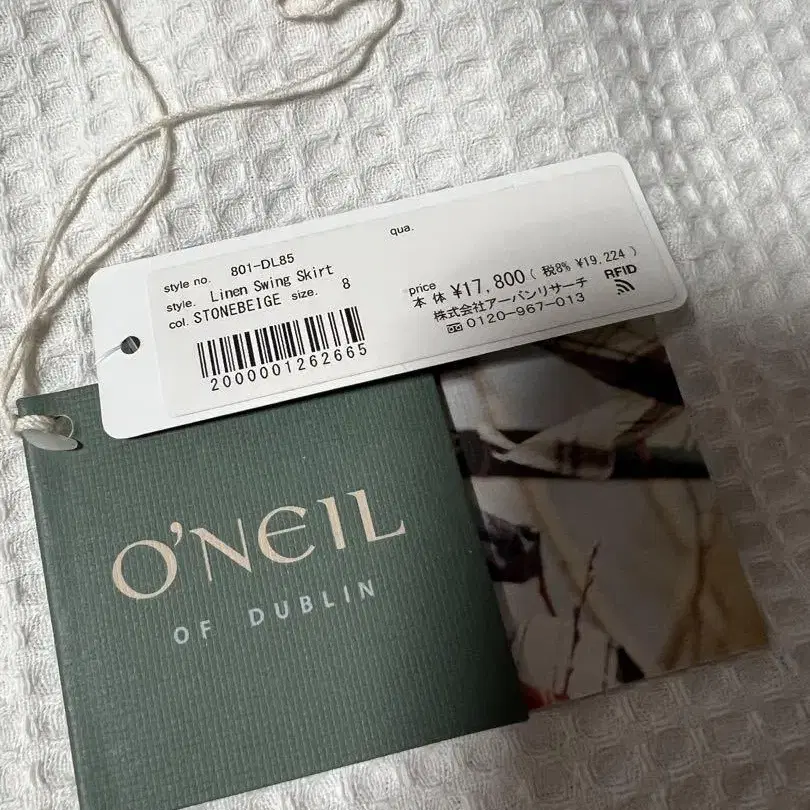 qua.
style no. 801-DL85
style. Linen Swing Skirt
col. STONEBEIGE size. 8
2000001262665
price
本体 ¥17,800 ( 税8% ¥19,224 )
株式会社アーバンリサーチ
0120-967-013
RFID
O'NEIL
OF DUBLIN